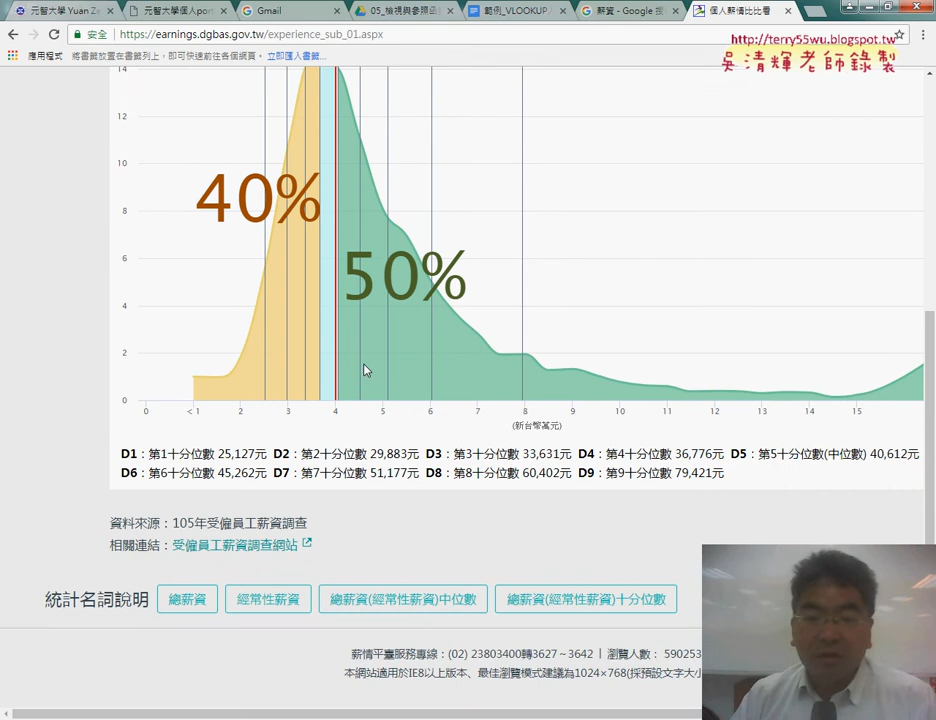 元智大學 Yuan Ze
元智大學個人port
Gmail
05_檢視與參照函
範例_VLOOKUP
薪資 - Google 搜
個人薪情比比看
安全 https://earnings.dgbas.gov.tw/experience_sub_01.aspx
應用程式 將書籤放置在書籤列上，即可快速前往各個網頁。 立即匯入書籤...
http://terry55wu.blogspot.tw
吳清輝老師錄製
14
12
10
8
6
4
2
0
40%
50%
0 < 1 2 3 4 5 6 7 8 9 10 11 12 13 14 15
(新台幣萬元)
D1：第1十分位數 25,127元 D2：第2十分位數 29,883元 D3：第3十分位數 33,631元 D4：第4十分位數 36,776元 D5：第5十分位數(中位數) 40,612元
D6：第6十分位數 45,262元 D7：第7十分位數 51,177元 D8：第8十分位數 60,402元 D9：第9十分位數 79,421元
資料來源：105年受僱員工薪資調查
相關連結：受僱員工薪資調查網站
統計名詞說明 總薪資 經常性薪資 總薪資(經常性薪資)中位數 總薪資(經常性薪資)十分位數
薪情平臺服務專線：(02) 23803400轉3627～3642 | 瀏覽人數： 590253
本網站適用於IE8以上版本、最佳瀏覽模式建議為1024×768(採預設文字大小